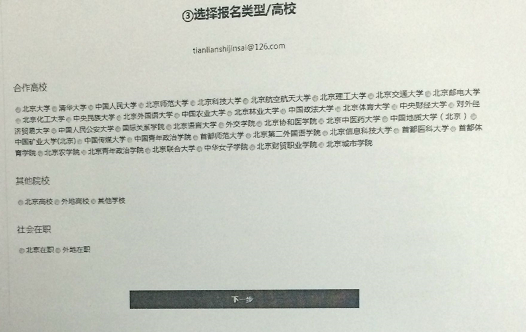 ③选择报名类型/高校
tianlianshijinsai@126.com
合作高校
北京大学 清华大学 中国人民大学 北京师范大学 北京科技大学 北京航空航天大学 北京理工大学 北京交通大学 北京邮电大学
北京化工大学 中央民族大学 北京外国语大学 中国农业大学 北京林业大学 中国政法大学 北京体育大学 中央财经大学 对外经
济贸易大学 中国人民公安大学 国际关系学院 北京语言大学 外交学院 北京协和医学院 北京中医药大学 中国地质大学(北京)
中国矿业大学(北京) 中国传媒大学 中国青年政治学院 首都师范大学 北京第二外国语学院 北京信息科技大学 首都医科大学 首都体
育学院 北京农学院 北京青年政治学院 北京联合大学 中华女子学院 北京财贸职业学院 北京城市学院
其他院校
北京高校 外地高校 其他学校
社会在职
北京在职 外地在职
下一步